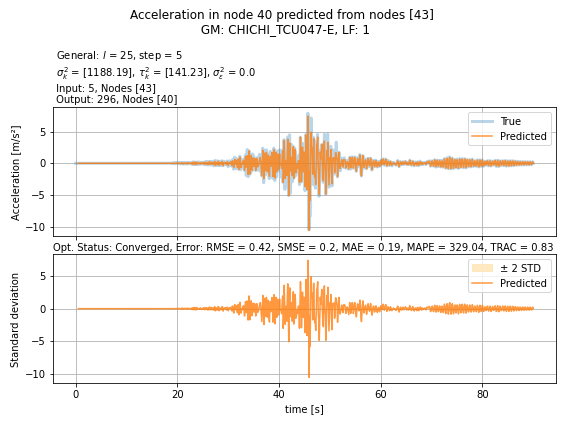 Acceleration in node 40 predicted from nodes [43]
GM: CHICHI_TCU047-E, LF: 1
General: l = 25, step = 5
σ²ₖ = [1188.19], τ²ₖ = [141.23], σ²ε = 0.0
Input: 5, Nodes [43]
Output: 296, Nodes [40]
Acceleration [m/s²]
5
0
−5
−10
True
Predicted
Opt. Status: Converged, Error: RMSE = 0.42, SMSE = 0.2, MAE = 0.19, MAPE = 329.04, TRAC = 0.83
Standard deviation
5
0
−5
−10
± 2 STD
Predicted
0 20 40 60 80
time [s]